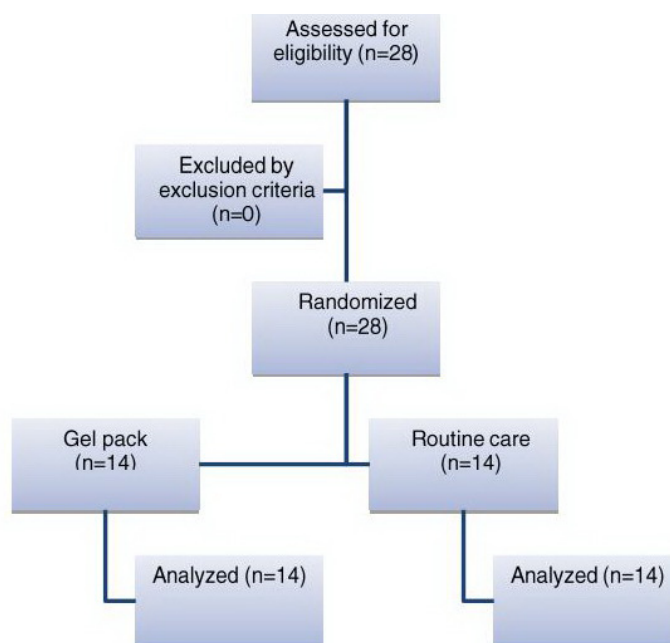 Assessed for
eligibility (n=28)
Excluded by
exclusion criteria
(n=0)
Randomized
(n=28)
Gel pack
(n=14)
Routine care
(n=14)
Analyzed (n=14)
Analyzed (n=14)